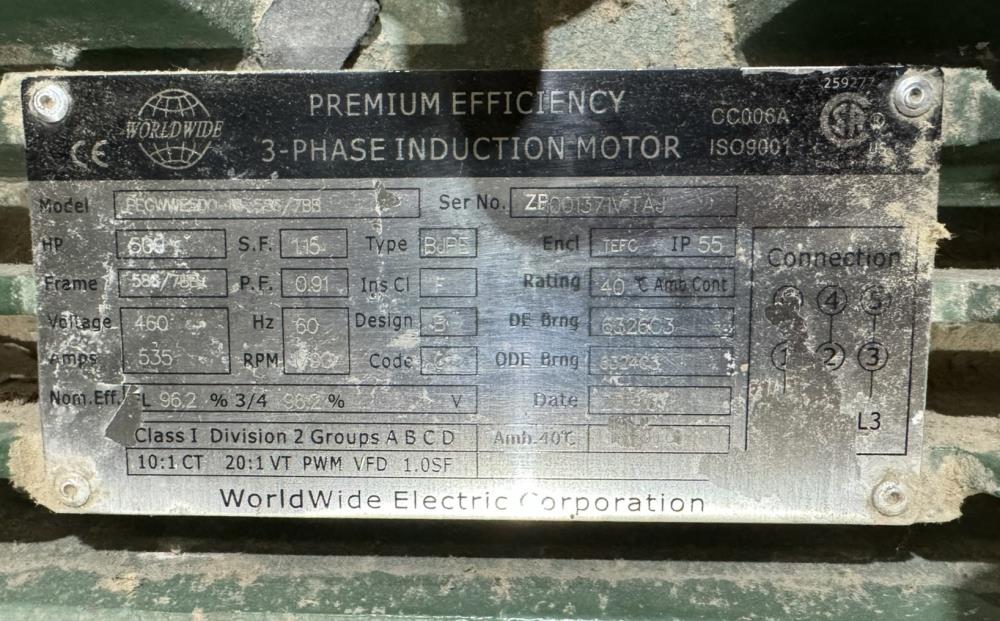 259277
WORLDWIDE PREMIUM EFFICIENCY CC006A
CE 3-PHASE INDUCTION MOTOR ISO9001 C US
Model Ser No.
HP 600 S.F. 1.15 Type Encl TEFC IP 55
Frame P.F. 0.91 Ins Cl F Rating 40 °C Amb Cont
Voltage 460 Hz 60 Design B DE Brng 6326C3
Amps 535 RPM Code ODE Brng
Nom.Eff. FL 96.2 % 3/4 96.2 % V Date
Class I Division 2 Groups A B C D Amb.40℃
10:1 CT 20:1 VT PWM VFD 1.0SF
Connection
④ ⑤
① ② ③
L3
WorldWide Electric Corporation